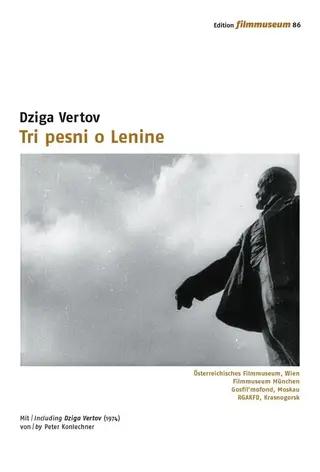 Edition filmmuseum 86
Dziga Vertov
Tri pesni o Lenine
Österreichisches Filmmuseum, Wien
Filmmuseum München
Gosfil'mofond, Moskau
RGAKFD, Krasnogorsk
Mit / Including Dziga Vertov (1974)
von / by Peter Konlechner